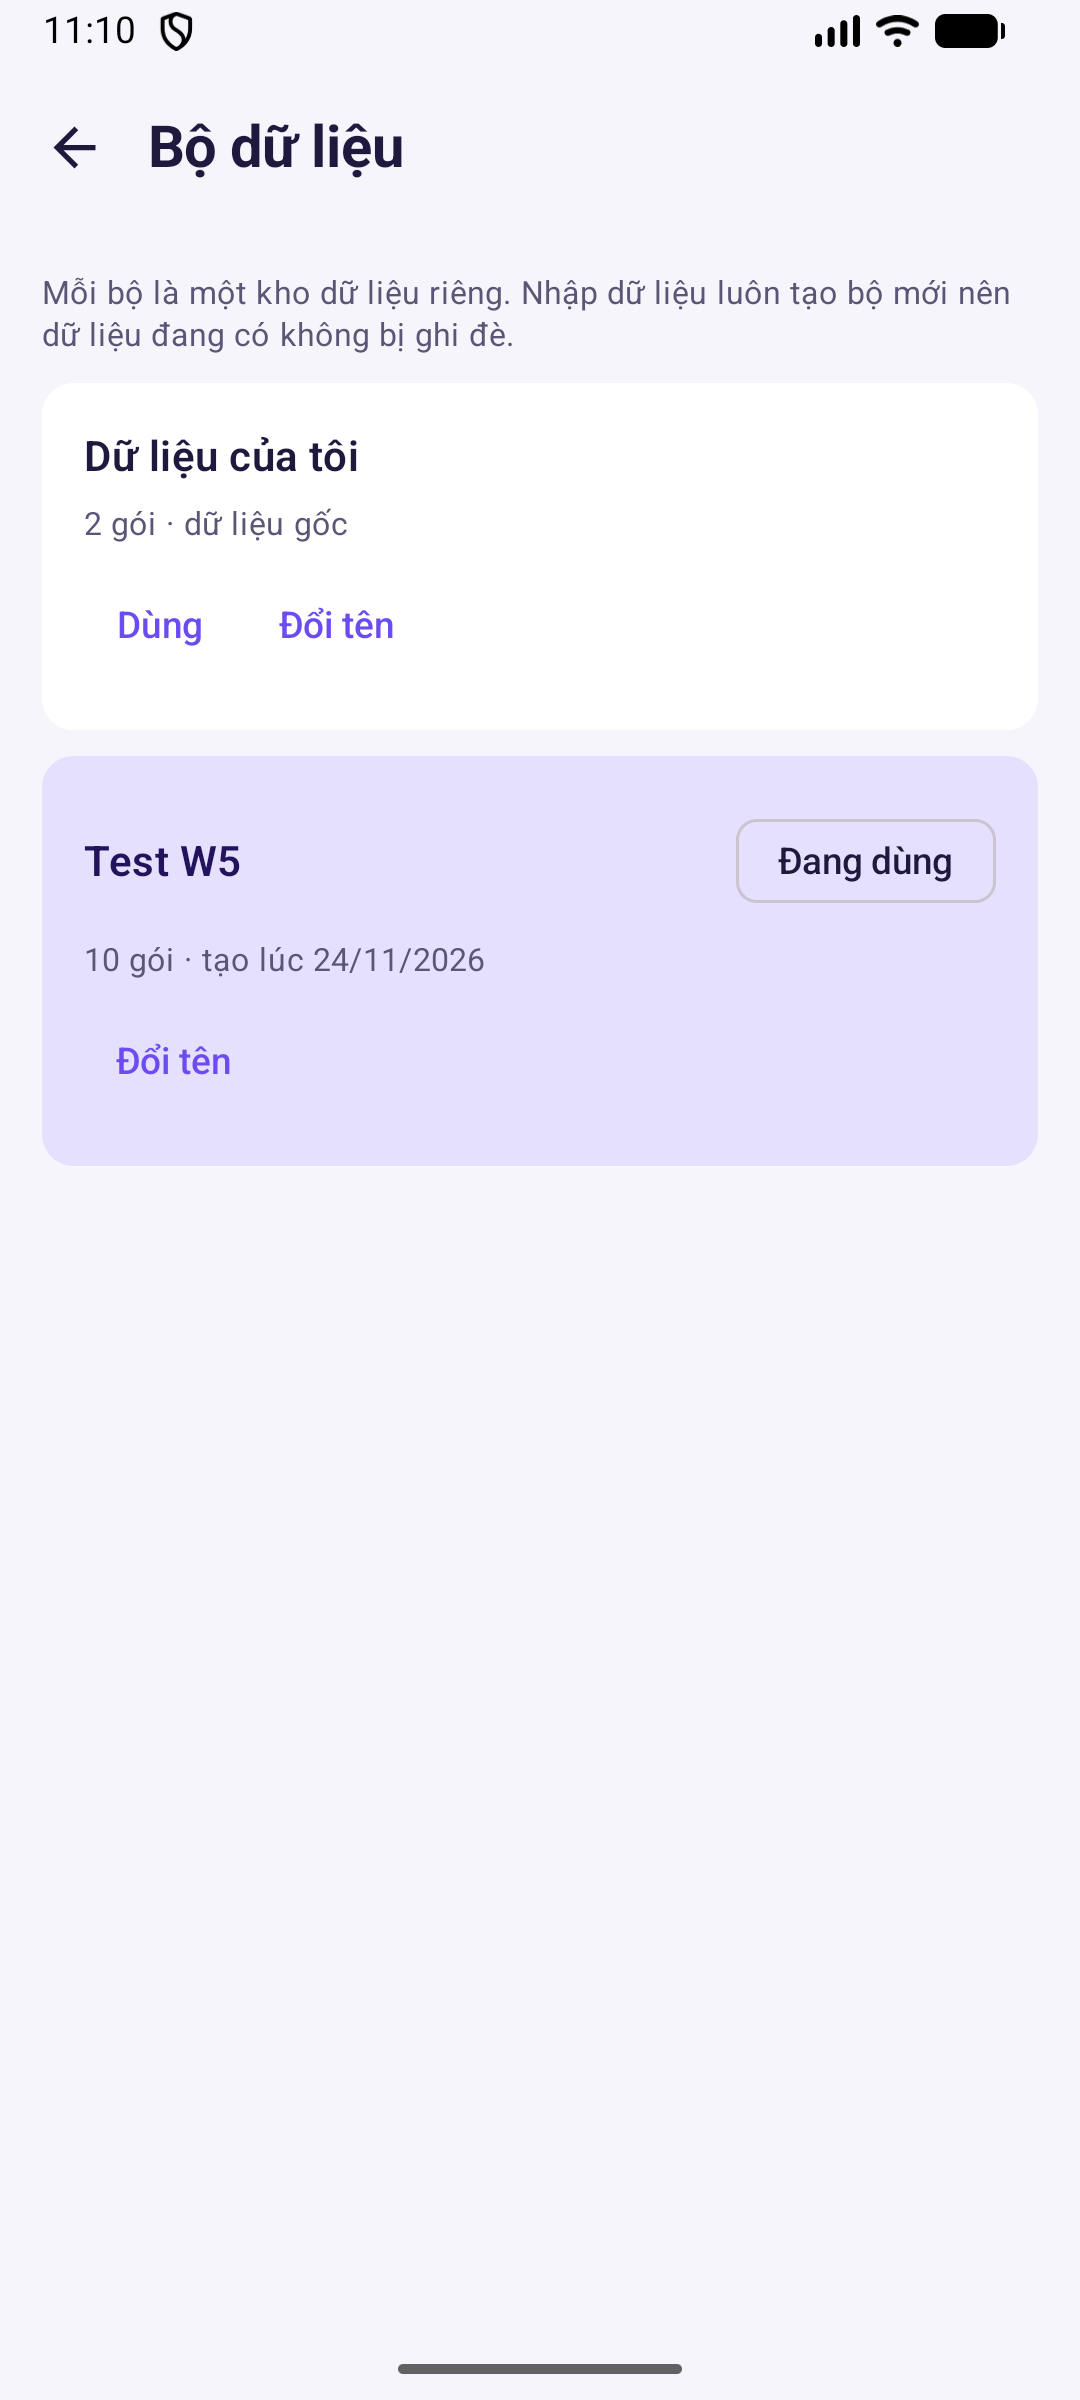 11:10
Bộ dữ liệu
Mỗi bộ là một kho dữ liệu riêng. Nhập dữ liệu luôn tạo bộ mới nên
dữ liệu đang có không bị ghi đè.
Dữ liệu của tôi
2 gói · dữ liệu gốc
Dùng
Đổi tên
Test W5
Đang dùng
10 gói · tạo lúc 24/11/2026
Đổi tên